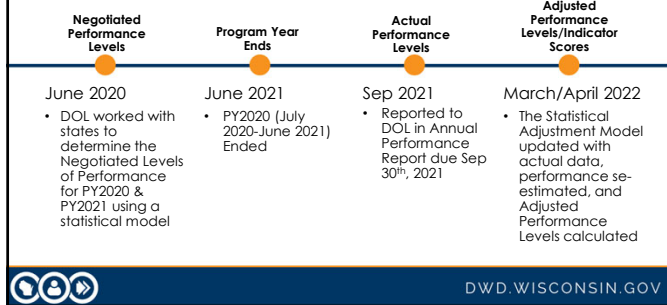 Negotiated
Performance
Levels
Program Year
Ends
Actual
Performance
Levels
Adjusted
Performance
Levels/Indicator
Scores
June 2020
• DOL worked with
states to
determine the
Negotiated Levels
of Performance
for PY2020 &
PY2021 using a
statistical model
June 2021
• PY2020 (July
2020-June 2021)
Ended
Sep 2021
• Reported to
DOL in Annual
Performance
Report due Sep
30th, 2021
March/April 2022
• The Statistical
Adjustment Model
updated with
actual data,
performance se-
estimated, and
Adjusted
Performance
Levels calculated
DWD.WISCONSIN.GOV